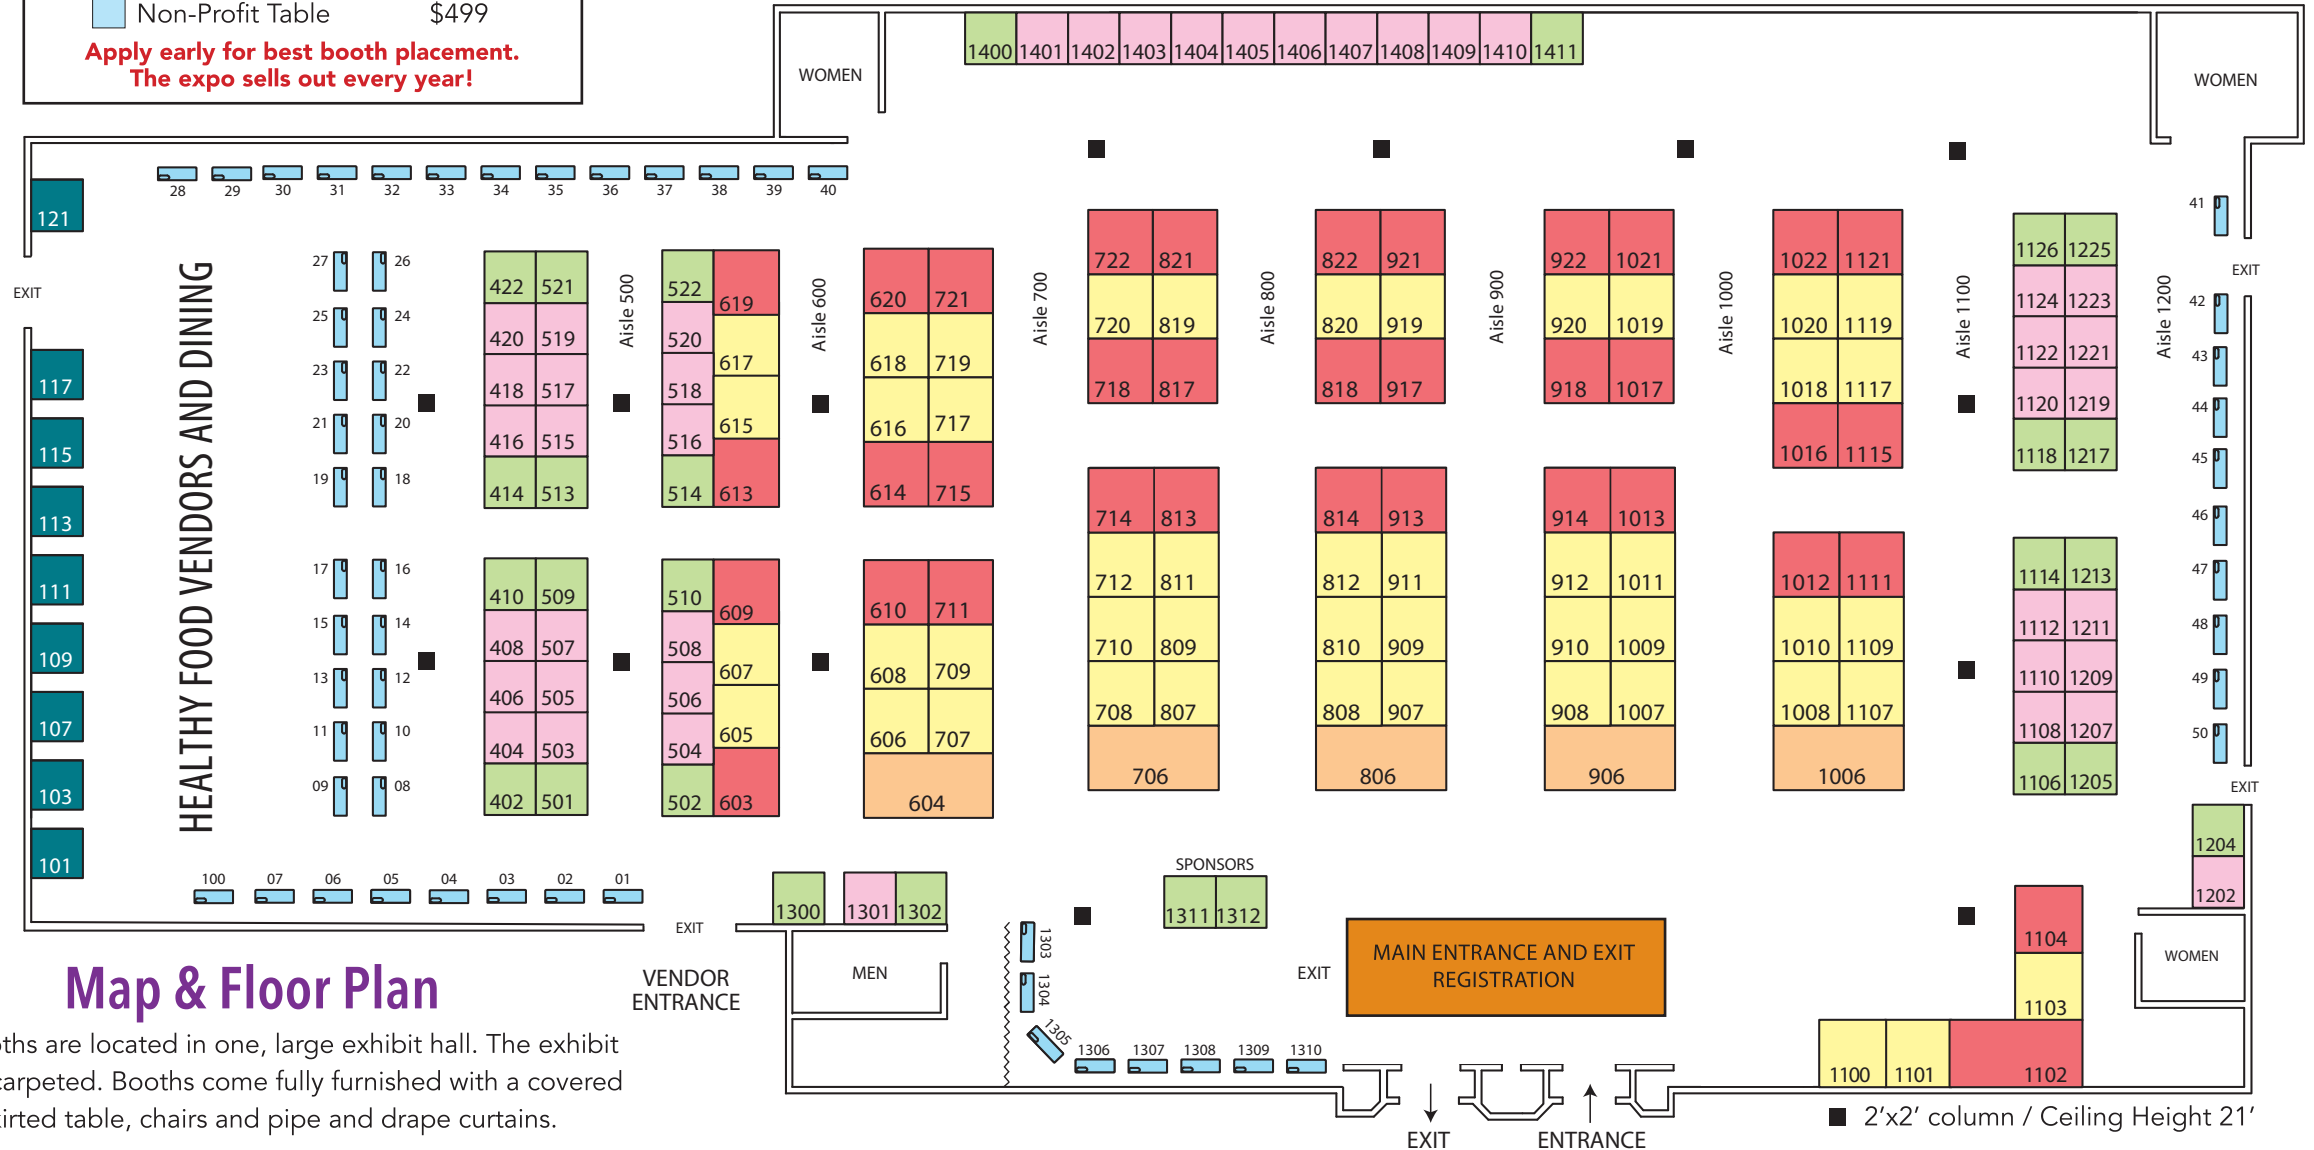 Non-Profit Table $499
Apply early for best booth placement.
The expo sells out every year!
WOMEN
1400 1401 1402 1403 1404 1405 1406 1407 1408 1409 1410 1411
WOMEN
28 29 30 31 32 33 34 35 36 37 38 39 40
121
EXIT
117
115
113
111
109
107
103
101
HEALTHY FOOD VENDORS AND DINING
27 26
25 24
23 22
21 20
19 18
17 16
15 14
13 12
11 10
09 08
100 07 06 05 04 03 02 01
422 521
420 519
418 517
416 515
414 513
410 509
408 507
406 505
404 503
402 501
Aisle 500
522 619
520 617
518 615
516
514 613
510 609
508 607
506 605
504
502 603
Aisle 600
620 721
618 719
616 717
614 715
610 711
608 709
606 707
604
Aisle 700
722 821
720 819
718 817
714 813
712 811
710 809
708 807
706
Aisle 800
822 921
820 919
818 917
814 913
812 911
810 909
808 907
806
Aisle 900
922 1021
920 1019
918 1017
914 1013
912 1011
910 1009
908 1007
906
Aisle 1000
1022 1121
1020 1119
1018 1117
1016 1115
1012 1111
1010 1109
1008 1107
1006
Aisle 1100
1126 1225
1124 1223
1122 1221
1120 1219
1118 1217
1114 1213
1112 1211
1110 1209
1108 1207
1106 1205
Aisle 1200
41
EXIT
42
43
44
45
46
47
48
49
50
EXIT
1204
1202
WOMEN
1104
1103
1100 1101 1102
EXIT
VENDOR
ENTRANCE
1300 1301 1302
MEN
1303
1304
1305
1306 1307 1308 1309 1310
SPONSORS
1311 1312
EXIT
MAIN ENTRANCE AND EXIT
REGISTRATION
EXIT
ENTRANCE
2’x2’ column / Ceiling Height 21’
Map & Floor Plan
are located in one, large exhibit hall. The exhibit
carpeted. Booths come fully furnished with a covered
table, chairs and pipe and drape curtains.